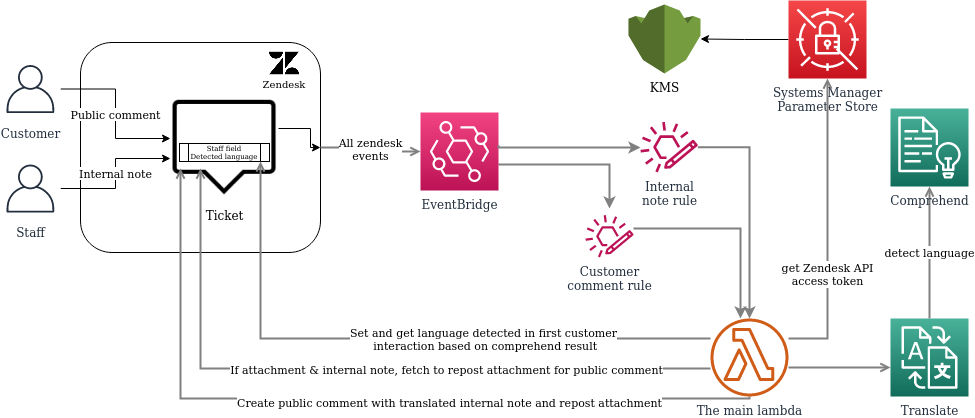 Zendesk
KMS
Systems Manager
Parameter Store
Public comment
Customer
Staff field
Detected language
All zendesk
events
Internal note
Staff
Ticket
EventBridge
Internal
note rule
Comprehend
Customer
comment rule
detect language
get Zendesk API
access token
Set and get language detected in first customer
interaction based on comprehend result
If attachment & internal note, fetch to repost attachment for public comment
Create public comment with translated internal note and repost attachment
The main lambda
A
文
Translate